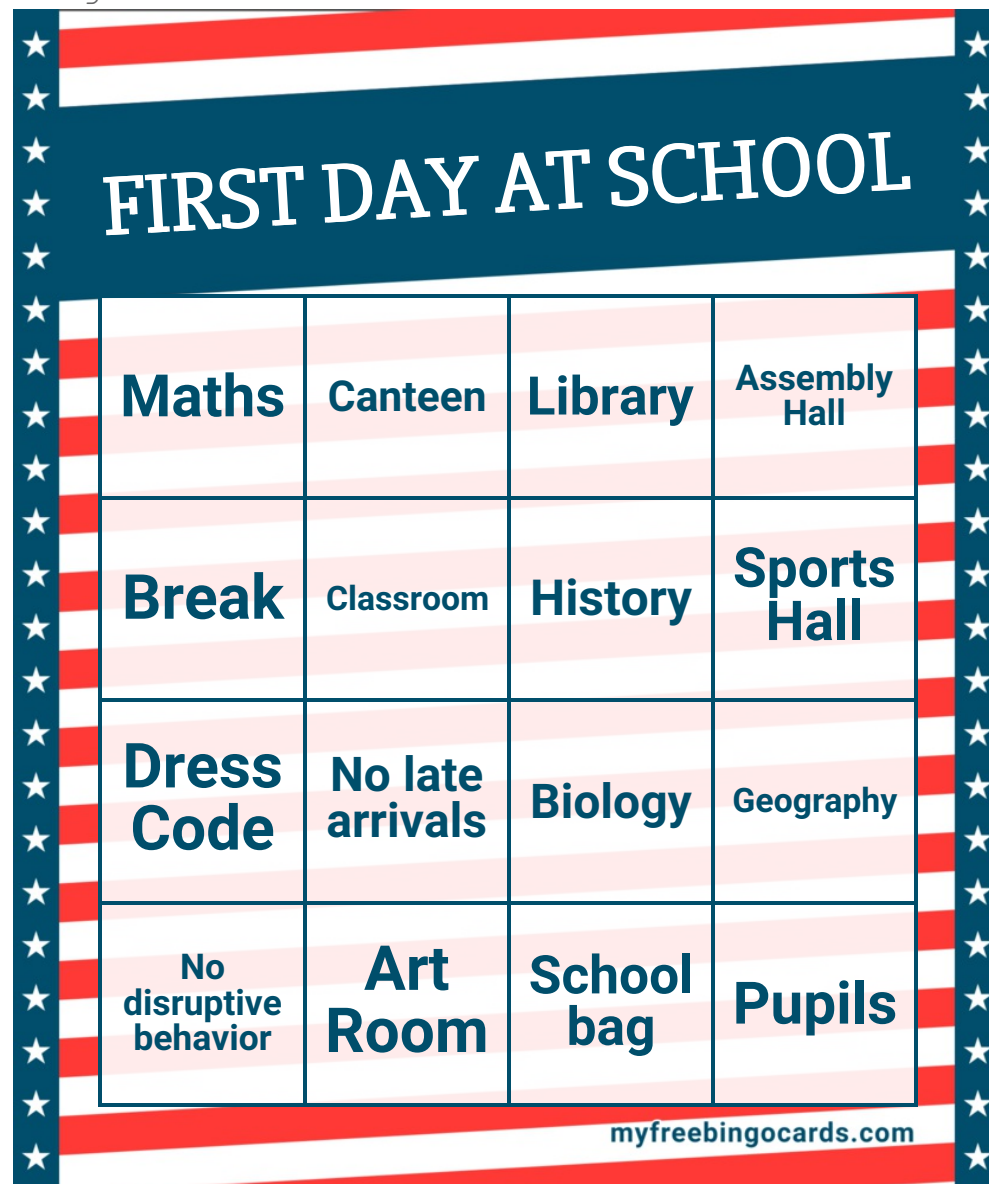 FIRST DAY AT SCHOOL
Maths
Canteen
Library
Assembly
Hall
Break
Classroom
History
Sports
Hall
Dress
Code
No late
arrivals
Biology
Geography
No
disruptive
behavior
Art
Room
School
bag
Pupils
myfreebingocards.com